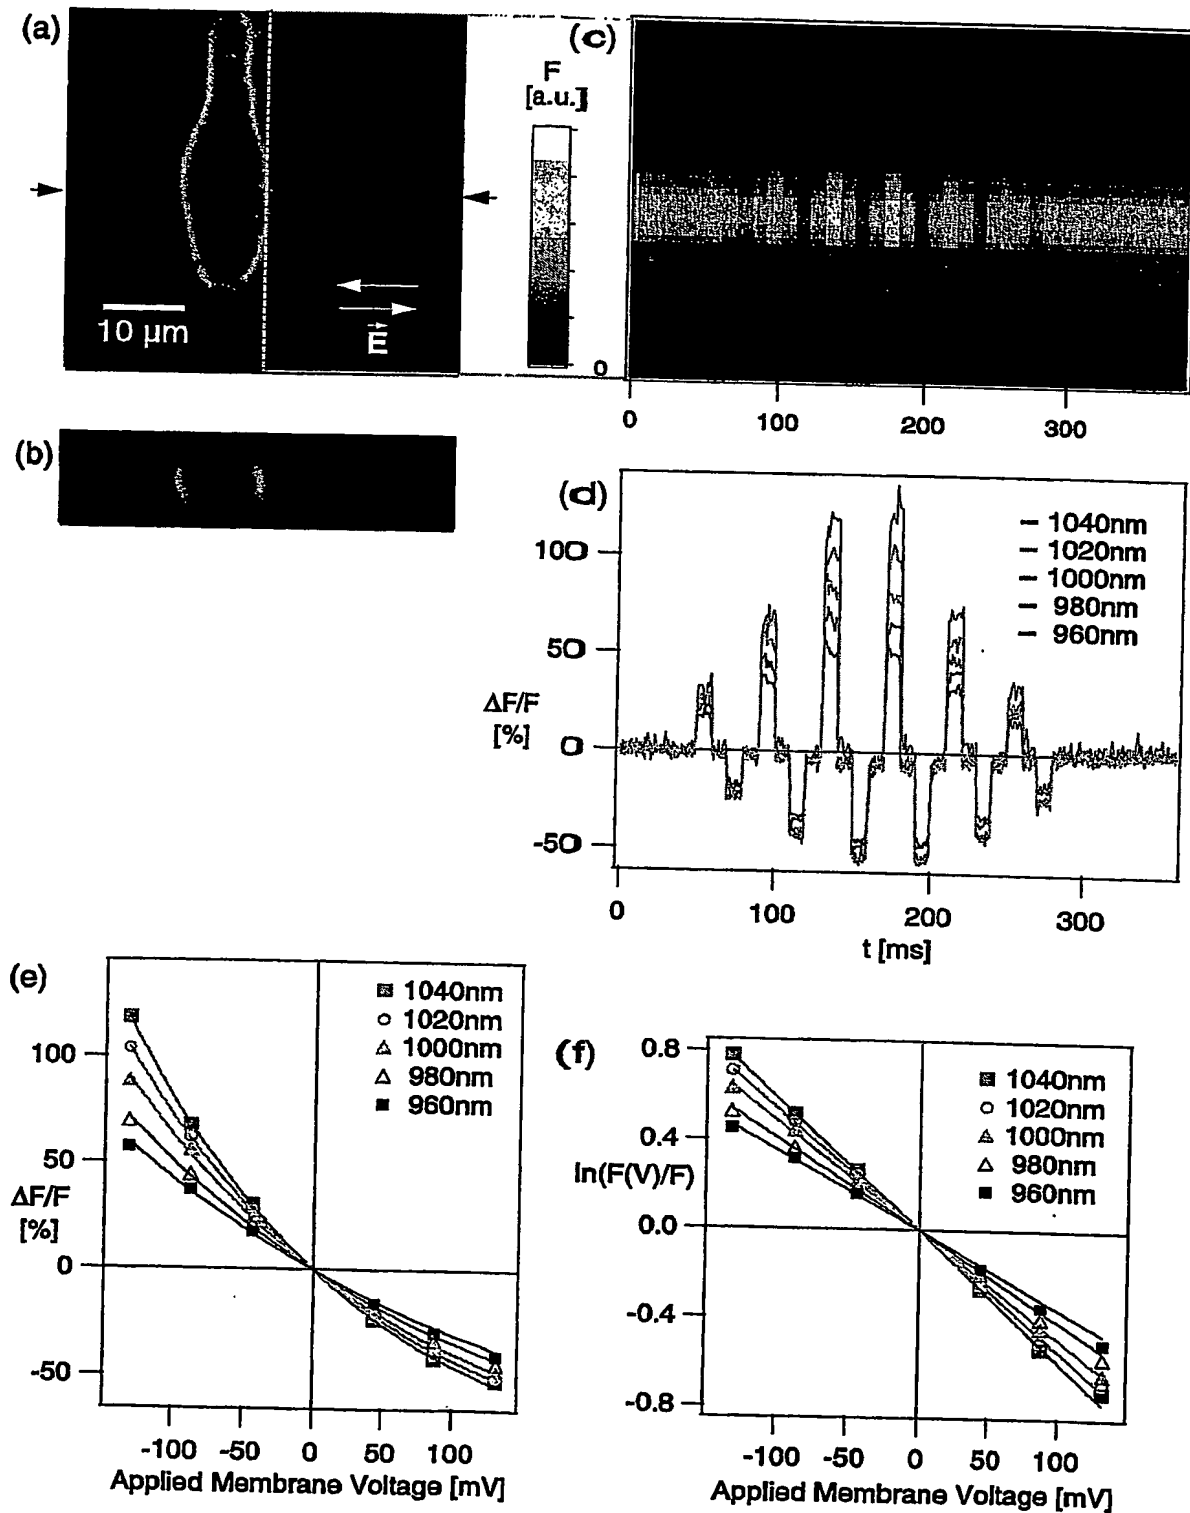 (a)
10 µm
E
F
[a.u.]
0
(c)
0 100 200 300
(b)
(d)
1040nm
1020nm
1000nm
980nm
960nm
100
50
0
-50
ΔF/F
[%]
0 100 200 300
t [ms]
(e)
1040nm
1020nm
1000nm
980nm
960nm
100
50
0
-50
ΔF/F
[%]
-100 -50 0 50 100
Applied Membrane Voltage [mV]
(f)
1040nm
1020nm
1000nm
980nm
960nm
0.8
0.4
0.0
-0.4
-0.8
ln(F(V)/F)
-100 -50 0 50 100
Applied Membrane Voltage [mV]